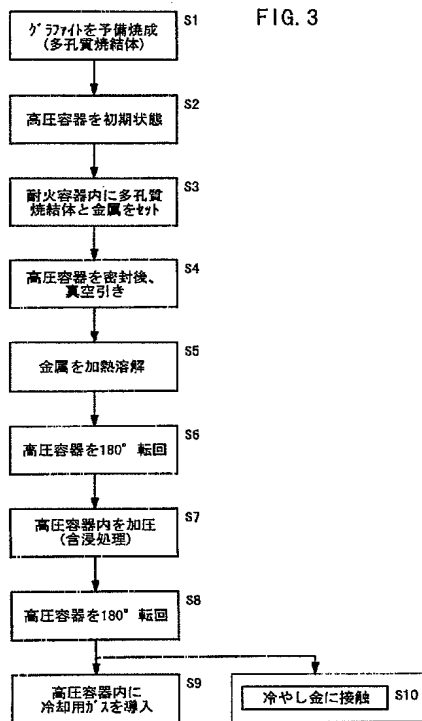 FIG. 3
グラファイトを予備焼成
(多孔質焼結体)
S1
高圧容器を初期状態
S2
耐火容器内に多孔質
焼結体と金属をセット
S3
高圧容器を密封後、
真空引き
S4
金属を加熱溶解
S5
高圧容器を180°転回
S6
高圧容器内を加圧
(含浸処理)
S7
高圧容器を180°転回
S8
高圧容器内に
冷却用ガスを導入
S9
冷やし金に接触
S10